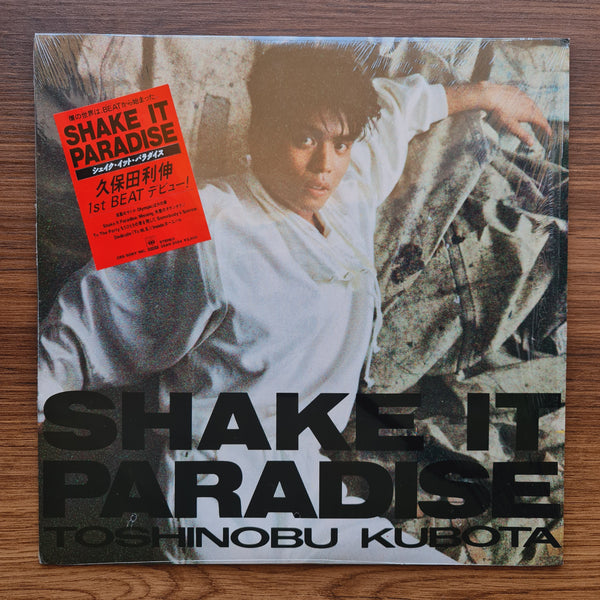 僕の世界は、BEATから始まった
SHAKE IT
PARADISE
シェイク・イット・パラダイス
久保田利伸
1st BEAT デビュー!
SHAKE IT
PARADISE
TOSHINOBU KUBOTA